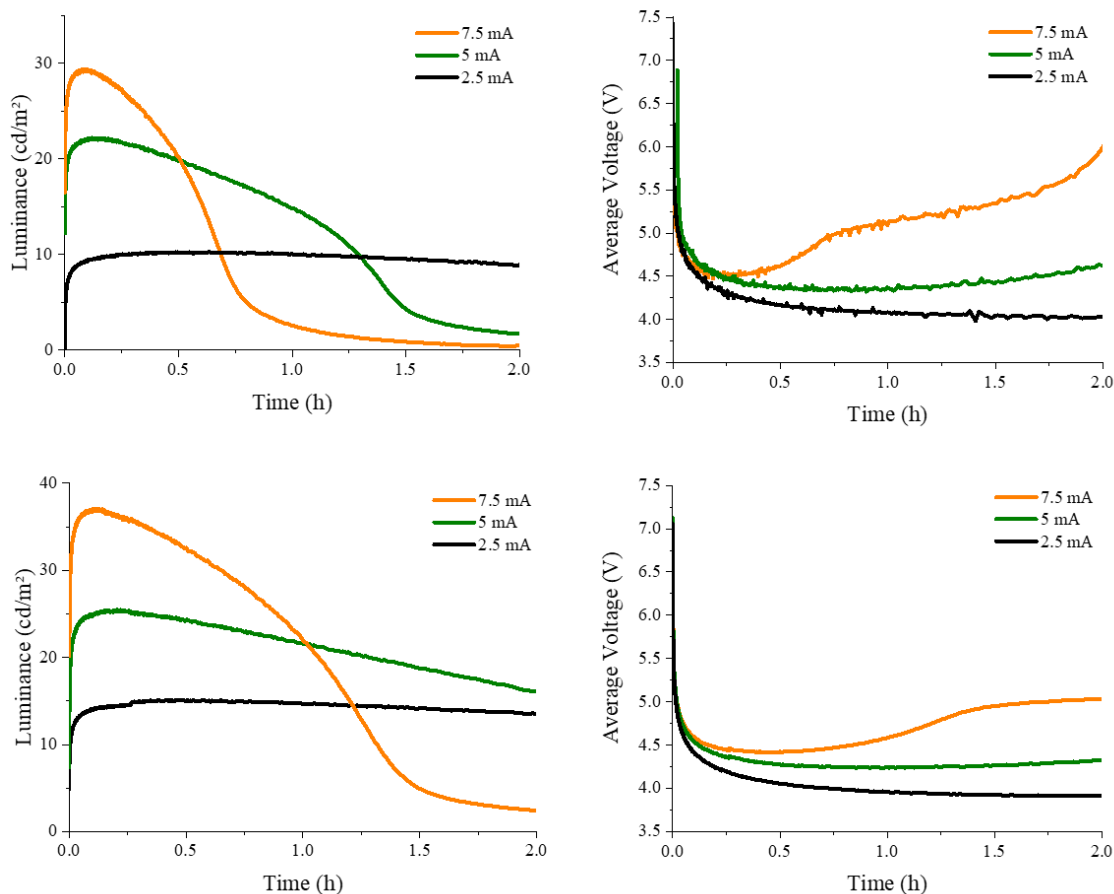 Luminance (cd/m²)
30
20
10
0
7.5 mA
5 mA
2.5 mA
0.0 0.5 1.0 1.5 2.0
Time (h)
Average Voltage (V)
7.5
7.0
6.5
6.0
5.5
5.0
4.5
4.0
3.5
7.5 mA
5 mA
2.5 mA
0.0 0.5 1.0 1.5 2.0
Time (h)
Luminance (cd/m²)
40
30
20
10
0
7.5 mA
5 mA
2.5 mA
0.0 0.5 1.0 1.5 2.0
Time (h)
Average Voltage (V)
7.5
7.0
6.5
6.0
5.5
5.0
4.5
4.0
3.5
7.5 mA
5 mA
2.5 mA
0.0 0.5 1.0 1.5 2.0
Time (h)